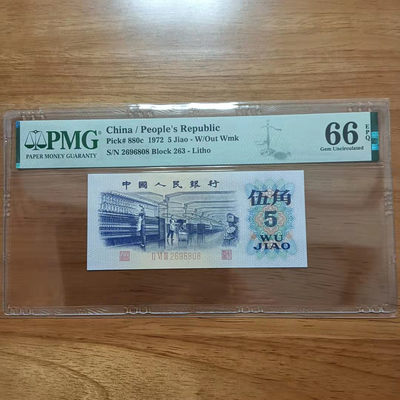 PMG
PAPER MONEY GUARANTY
China / People's Republic
Pick# 880c 1972 5 Jiao - W/Out Wmk
S/N 2696808 Block 263 - Litho
66 EPQ
Gem Uncirculated
中國人民銀行
伍角
5
WU
JIAO
2696808